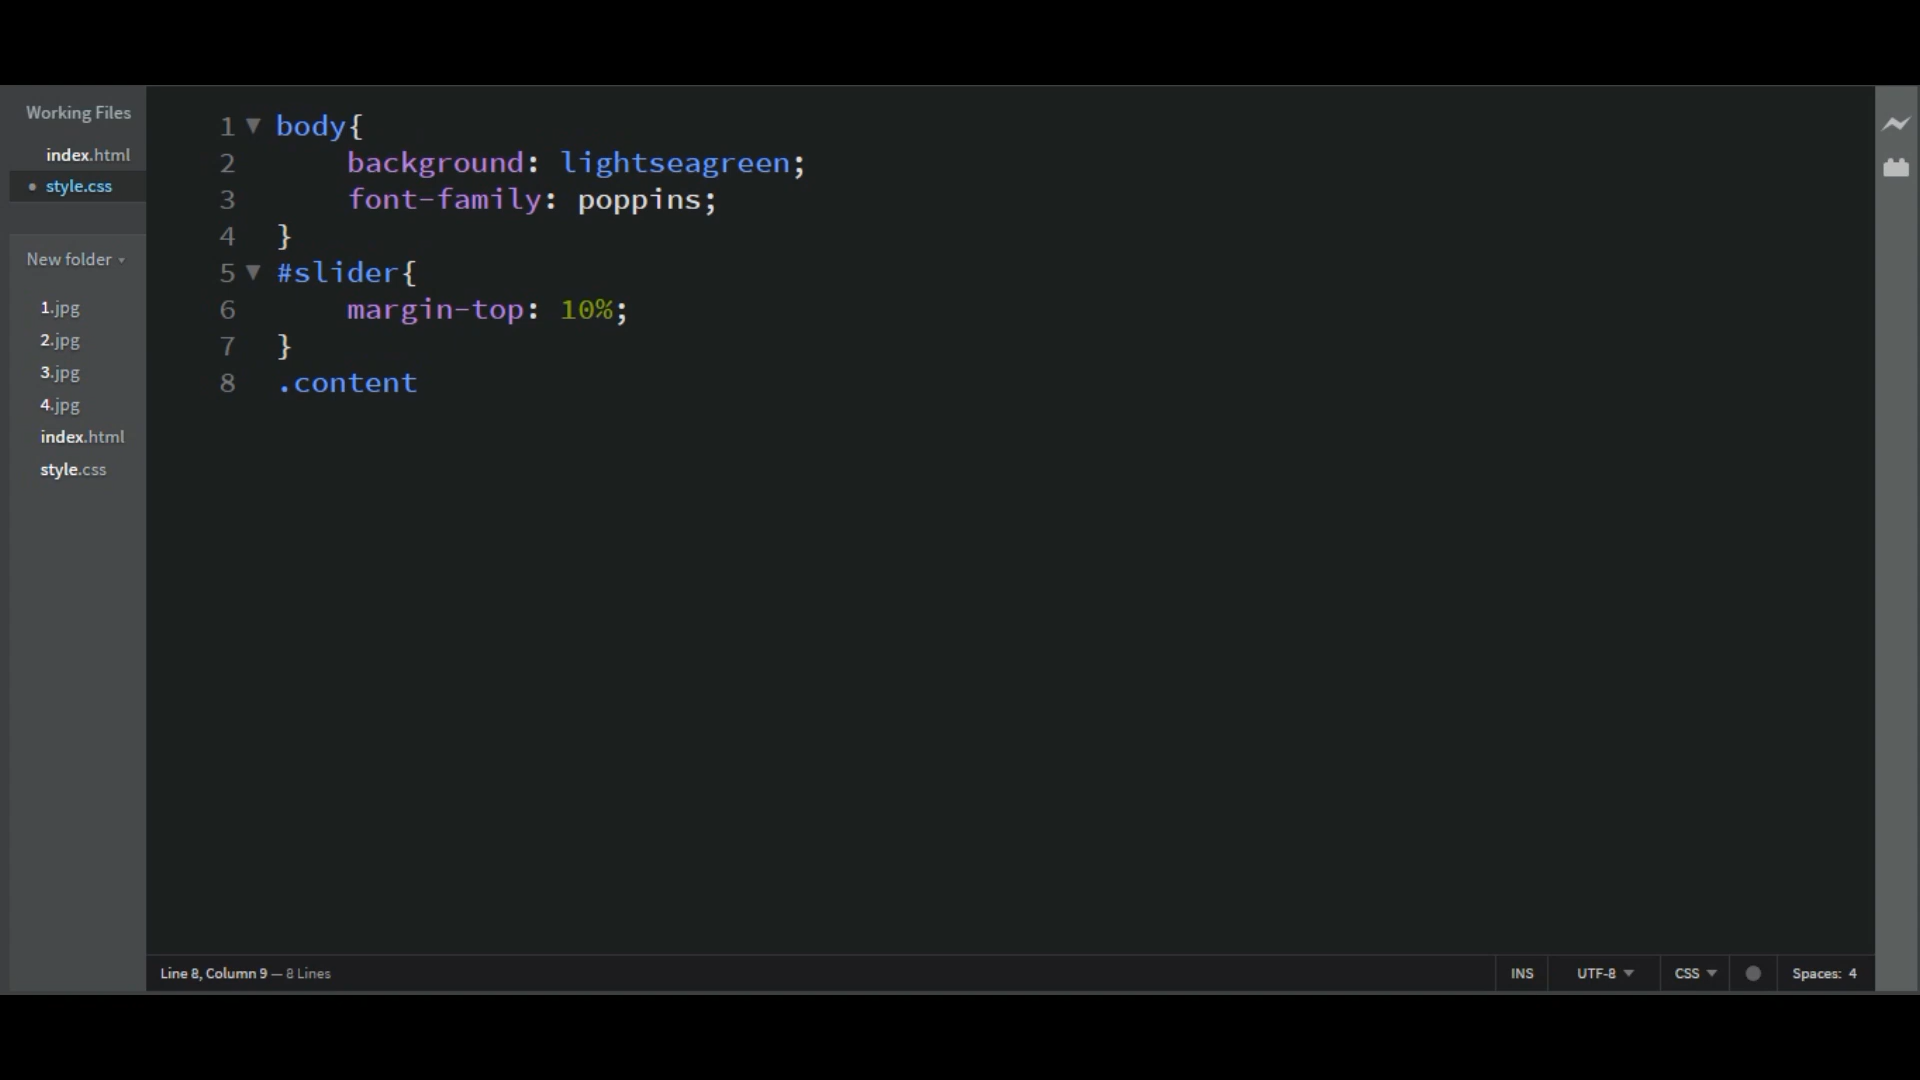 Working Files
index.html
style.css
New folder
1.jpg
2.jpg
3.jpg
4.jpg
index.html
style.css
1 body{
2 background: lightseagreen;
3 font-family: poppins;
4 }
5 #slider{
6 margin-top: 10%;
7 }
8 .content
Line 8, Column 9 — 8 Lines
INS UTF-8 CSS Spaces: 4